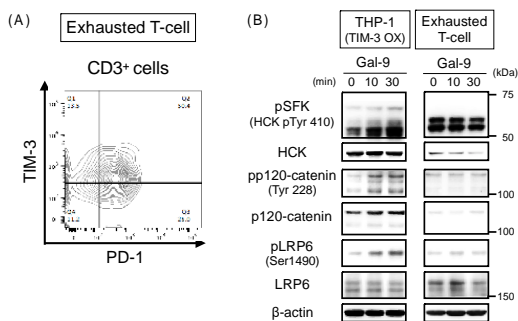 (A)
Exhausted T-cell
CD3+ cells
TIM-3
PD-1
(B)
THP-1
(TIM-3 OX)
Exhausted
T-cell
Gal-9
Gal-9
(min) 0 10 30 0 10 30 (kDa)
pSFK
(HCK pTyr 410)
75
50
HCK
pp120-catenin
(Tyr 228)
100
p120-catenin
100
pLRP6
(Ser1490)
LRP6
150
β-actin